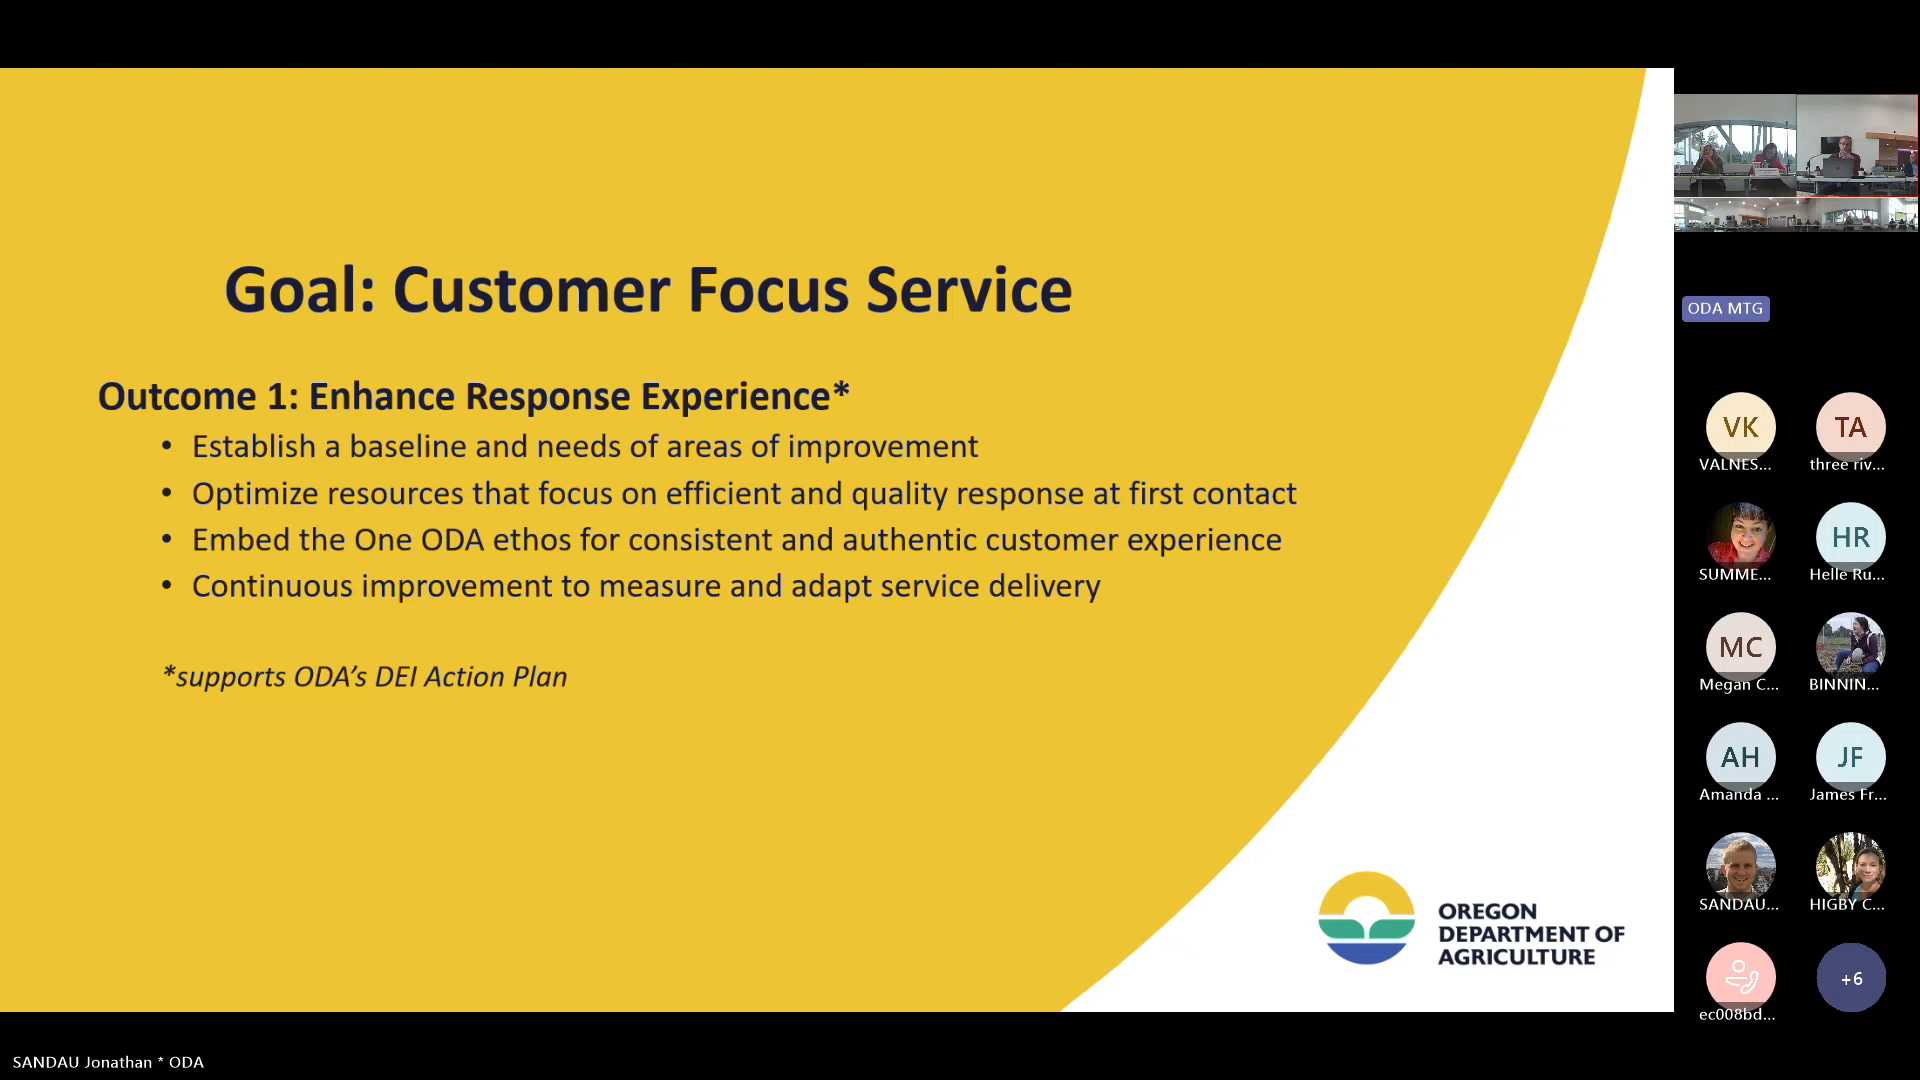 Goal: Customer Focus Service
Outcome 1: Enhance Response Experience*
• Establish a baseline and needs of areas of improvement
• Optimize resources that focus on efficient and quality response at first contact
• Embed the One ODA ethos for consistent and authentic customer experience
• Continuous improvement to measure and adapt service delivery
*supports ODA's DEI Action Plan
OREGON
DEPARTMENT OF
AGRICULTURE
ODA MTG
VK
VALNES...
TA
three riv...
SUMME...
HR
Helle Ru...
MC
Megan C...
BINNIN...
AH
Amanda ...
JF
James Fr...
SANDAU...
HIGBY C...
ec008bd...
+6
SANDAU Jonathan * ODA